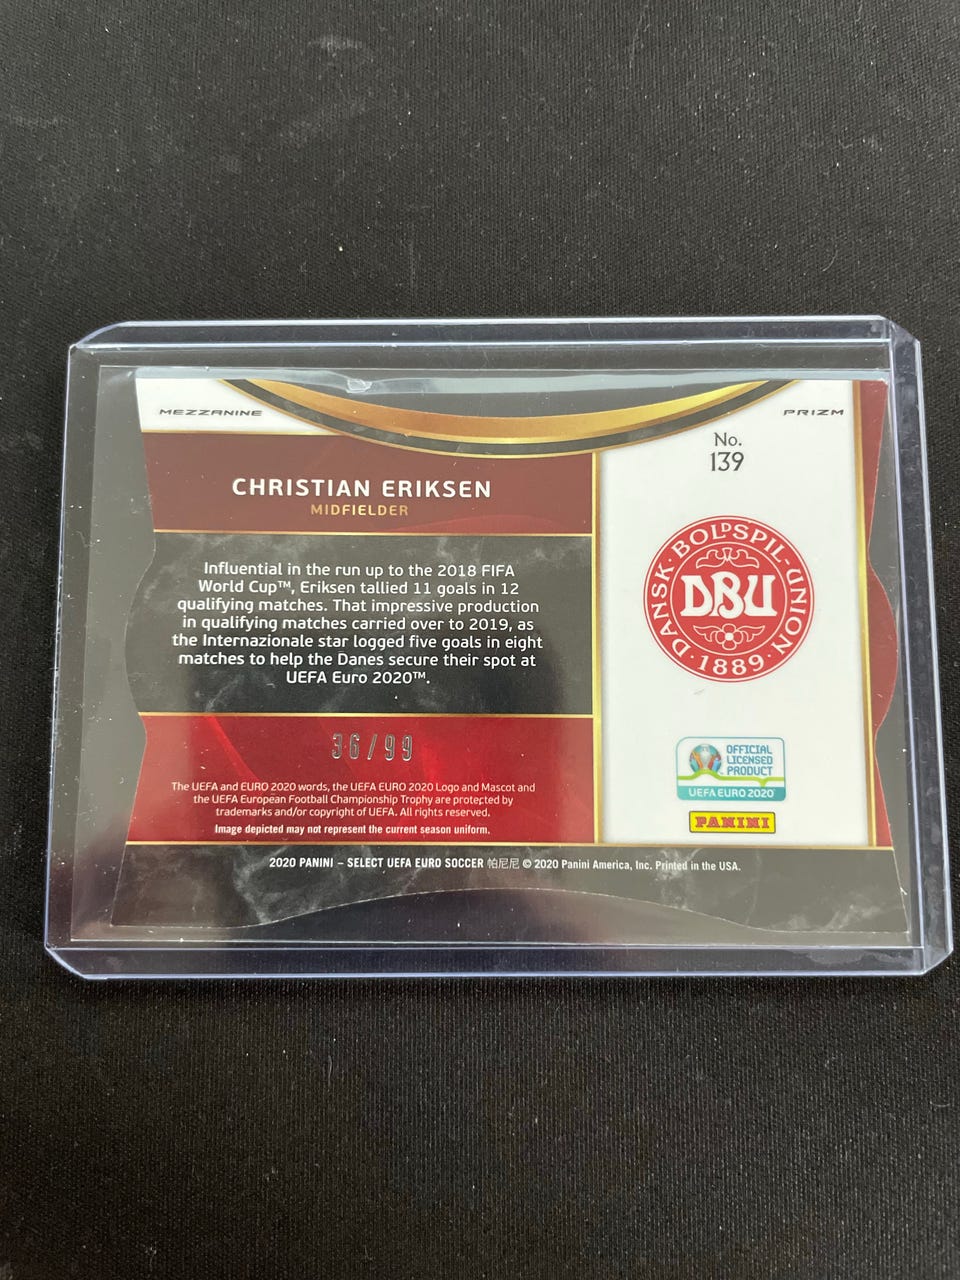 MEZZANINE
PRIZM
CHRISTIAN ERIKSEN
MIDFIELDER
Influential in the run up to the 2018 FIFA
World Cup™, Eriksen tallied 11 goals in 12
qualifying matches. That impressive production
in qualifying matches carried over to 2019, as
the Internazionale star logged five goals in eight
matches to help the Danes secure their spot at
UEFA Euro 2020™.
36/99
The UEFA and EURO 2020 words, the UEFA EURO 2020 Logo and Mascot and
the UEFA European Football Championship Trophy are protected by
trademarks and/or copyright of UEFA. All rights reserved.
Image depicted may not represent the current season uniform.
No.
139
DANSK·BOLDSPIL-UNION
DBU
·1889·
OFFICIAL
LICENSED
PRODUCT
UEFA EURO2020
PANINI
2020 PANINI – SELECT UEFA EURO SOCCER 帕尼尼 © 2020 Panini America, Inc. Printed in the USA.